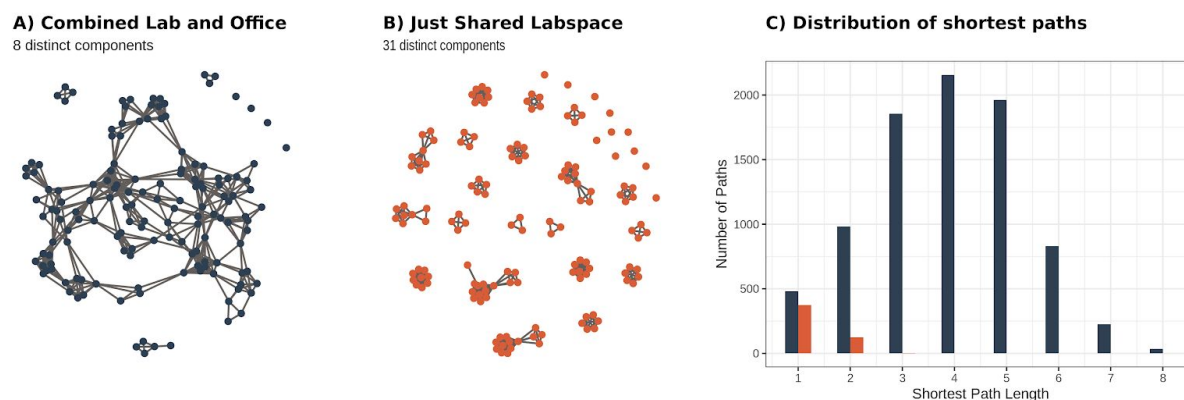 A) Combined Lab and Office
8 distinct components
B) Just Shared Labspace
31 distinct components
C) Distribution of shortest paths
Number of Paths
2000
1500
1000
500
0
1 2 3 4 5 6 7 8
Shortest Path Length